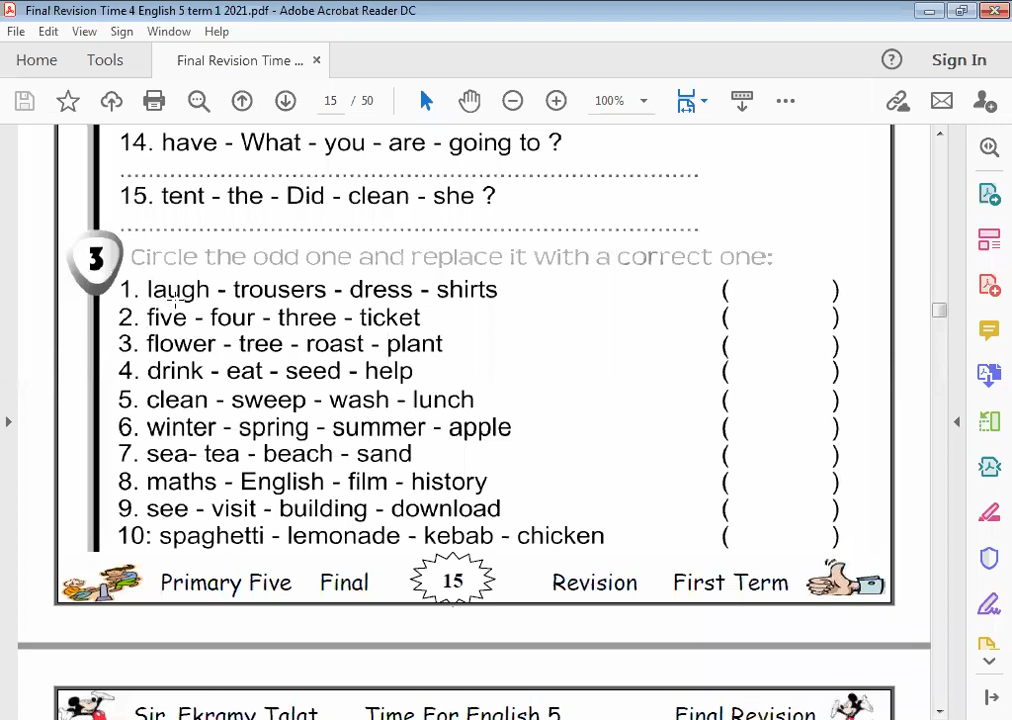 Final Revision Time 4 English 5 term 1 2021.pdf - Adobe Acrobat Reader DC
File Edit View Sign Window Help
Home Tools Final Revision Time ... × Sign In
15 / 50 100%
14. have - What - you - are - going to ?
15. tent - the - Did - clean - she ?
3 Circle the odd one and replace it with a correct one:
1. laugh - trousers - dress - shirts ( )
2. five - four - three - ticket ( )
3. flower - tree - roast - plant ( )
4. drink - eat - seed - help ( )
5. clean - sweep - wash - lunch ( )
6. winter - spring - summer - apple ( )
7. sea- tea - beach - sand ( )
8. maths - English - film - history ( )
9. see - visit - building - download ( )
10: spaghetti - lemonade - kebab - chicken ( )
Primary Five Final 15 Revision First Term
Sir. Ekramy Talat Time For English 5 Final Revision